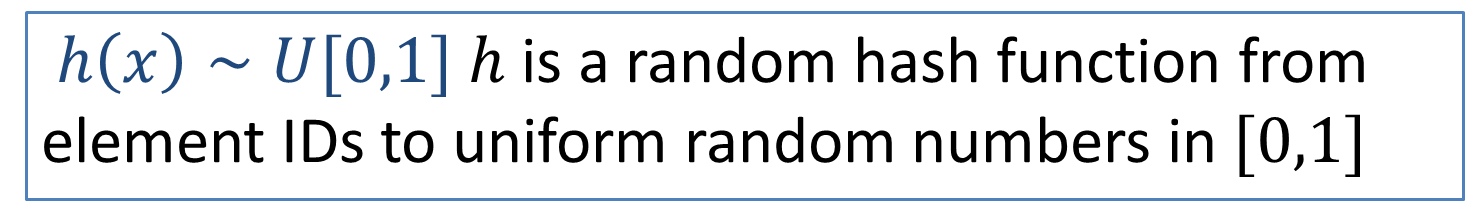 h(x) ~ U[0,1] h is a random hash function from
element IDs to uniform random numbers in [0,1]